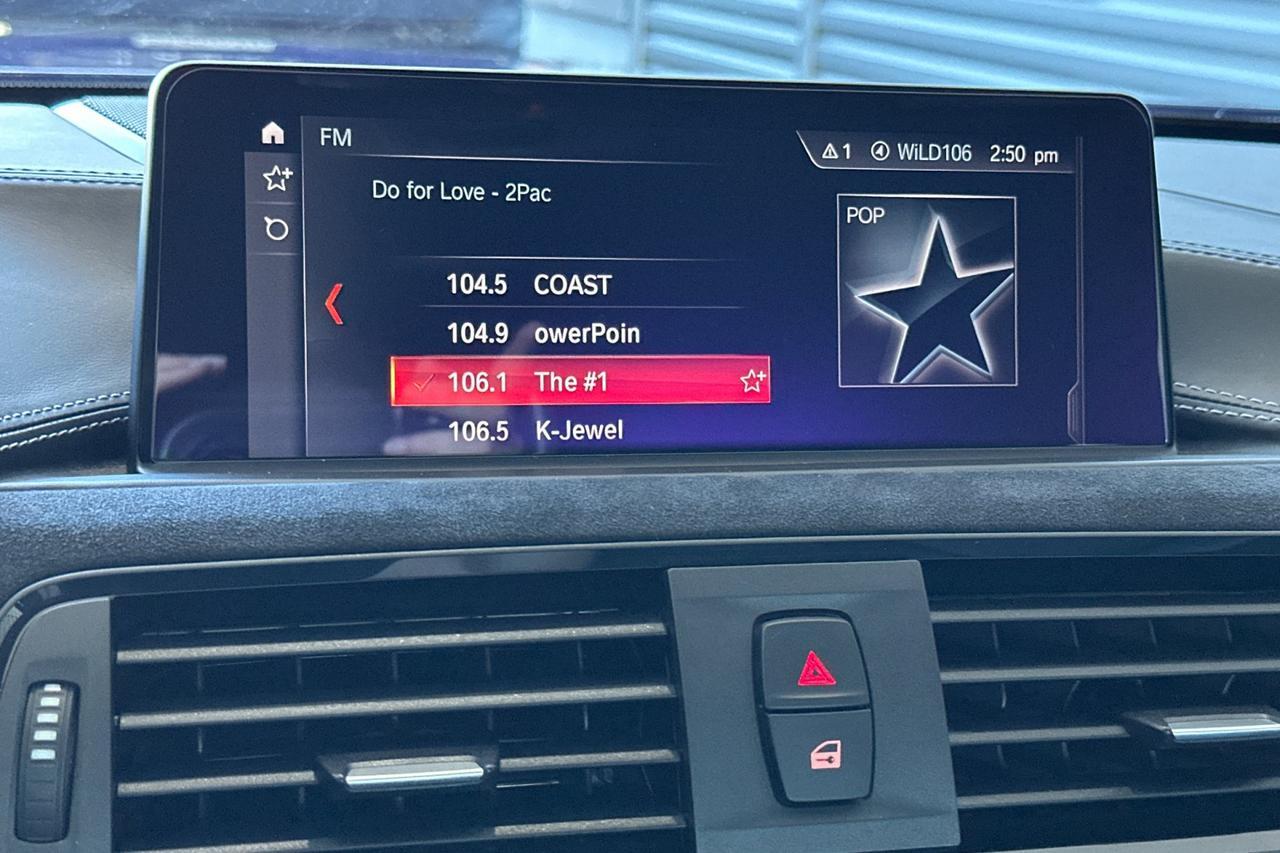 FM
1 WiLD106 2:50 pm
Do for Love - 2Pac
POP
104.5 COAST
104.9 owerPoin
106.1 The #1
106.5 K-Jewel